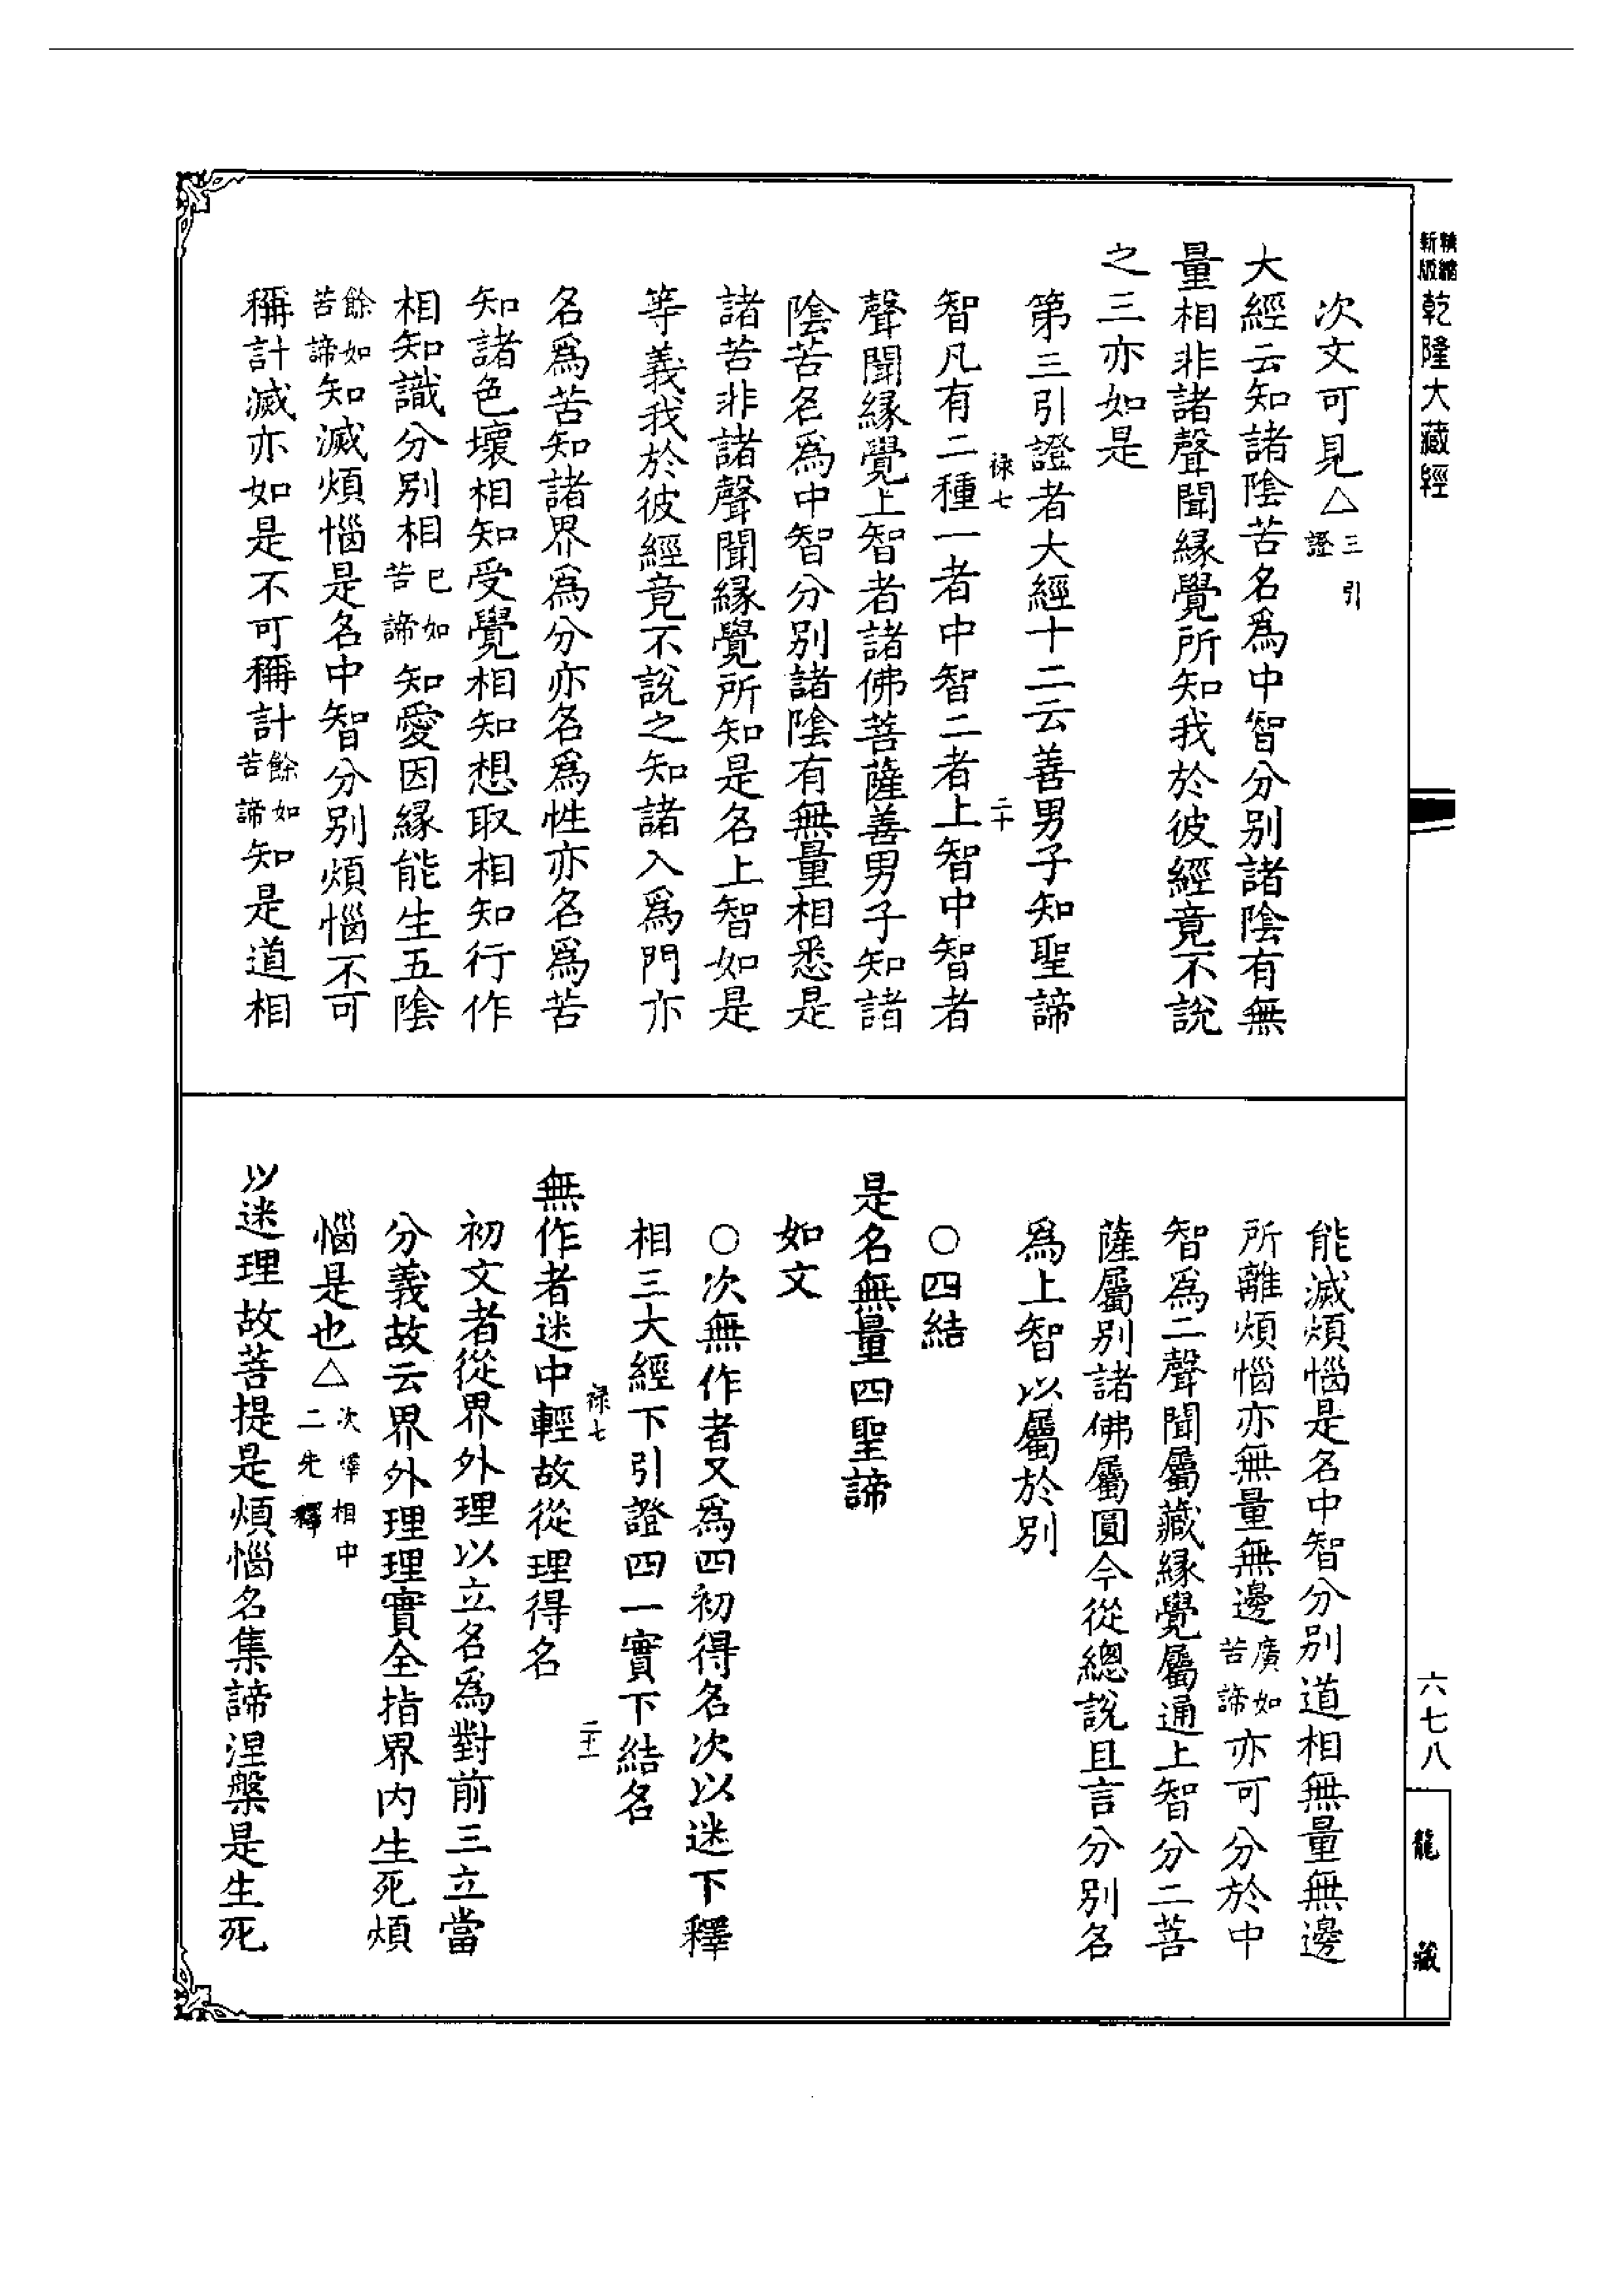 新版
精縮
乾隆大藏經
次文可見△三引證
大經云知諸陰苦名爲中智分別諸陰有無
量相非諸聲聞緣覺所知我於彼經竟不說
之三亦如是
第三引證者大經十二云善男子知聖諦
祿七
二十
智凡有二種一者中智二者上智中智者
聲聞緣覺上智者諸佛菩薩善男子知諸
陰苦名爲中智分別諸陰有無量相悉是
諸苦非諸聲聞緣覺所知是名上智如是
等義我於彼經竟不說之知諸入爲門亦
名爲苦知諸界爲分亦名爲性亦名爲苦
知諸色壞相知受覺相知想取相知行作
相知識分別相已如苦諦知愛因緣能生五陰
餘如苦諦知滅煩惱是名中智分別煩惱不可
稱計滅亦如是不可稱計餘如苦諦知是道相
能滅煩惱是名中智分別道相無量無邊
所離煩惱亦無量無邊廣如苦諦亦可分於中
智爲二聲聞屬藏緣覺屬通上智分二菩
薩屬別諸佛屬圓今從總說且言分別名
爲上智以屬於別
○四結
是名無量四聖諦
如文
○次無作者又爲四初得名次以迷下釋
相三大經下引證四一實下結名
祿七
二十一
無作者迷中輕故從理得名
初文者從界外理以立名爲對前三立當
分義故云界外理理實全指界內生死煩
惱是也△次釋相中二先釋
以迷理故菩提是煩惱名集諦涅槃是生死
六七八
龍藏